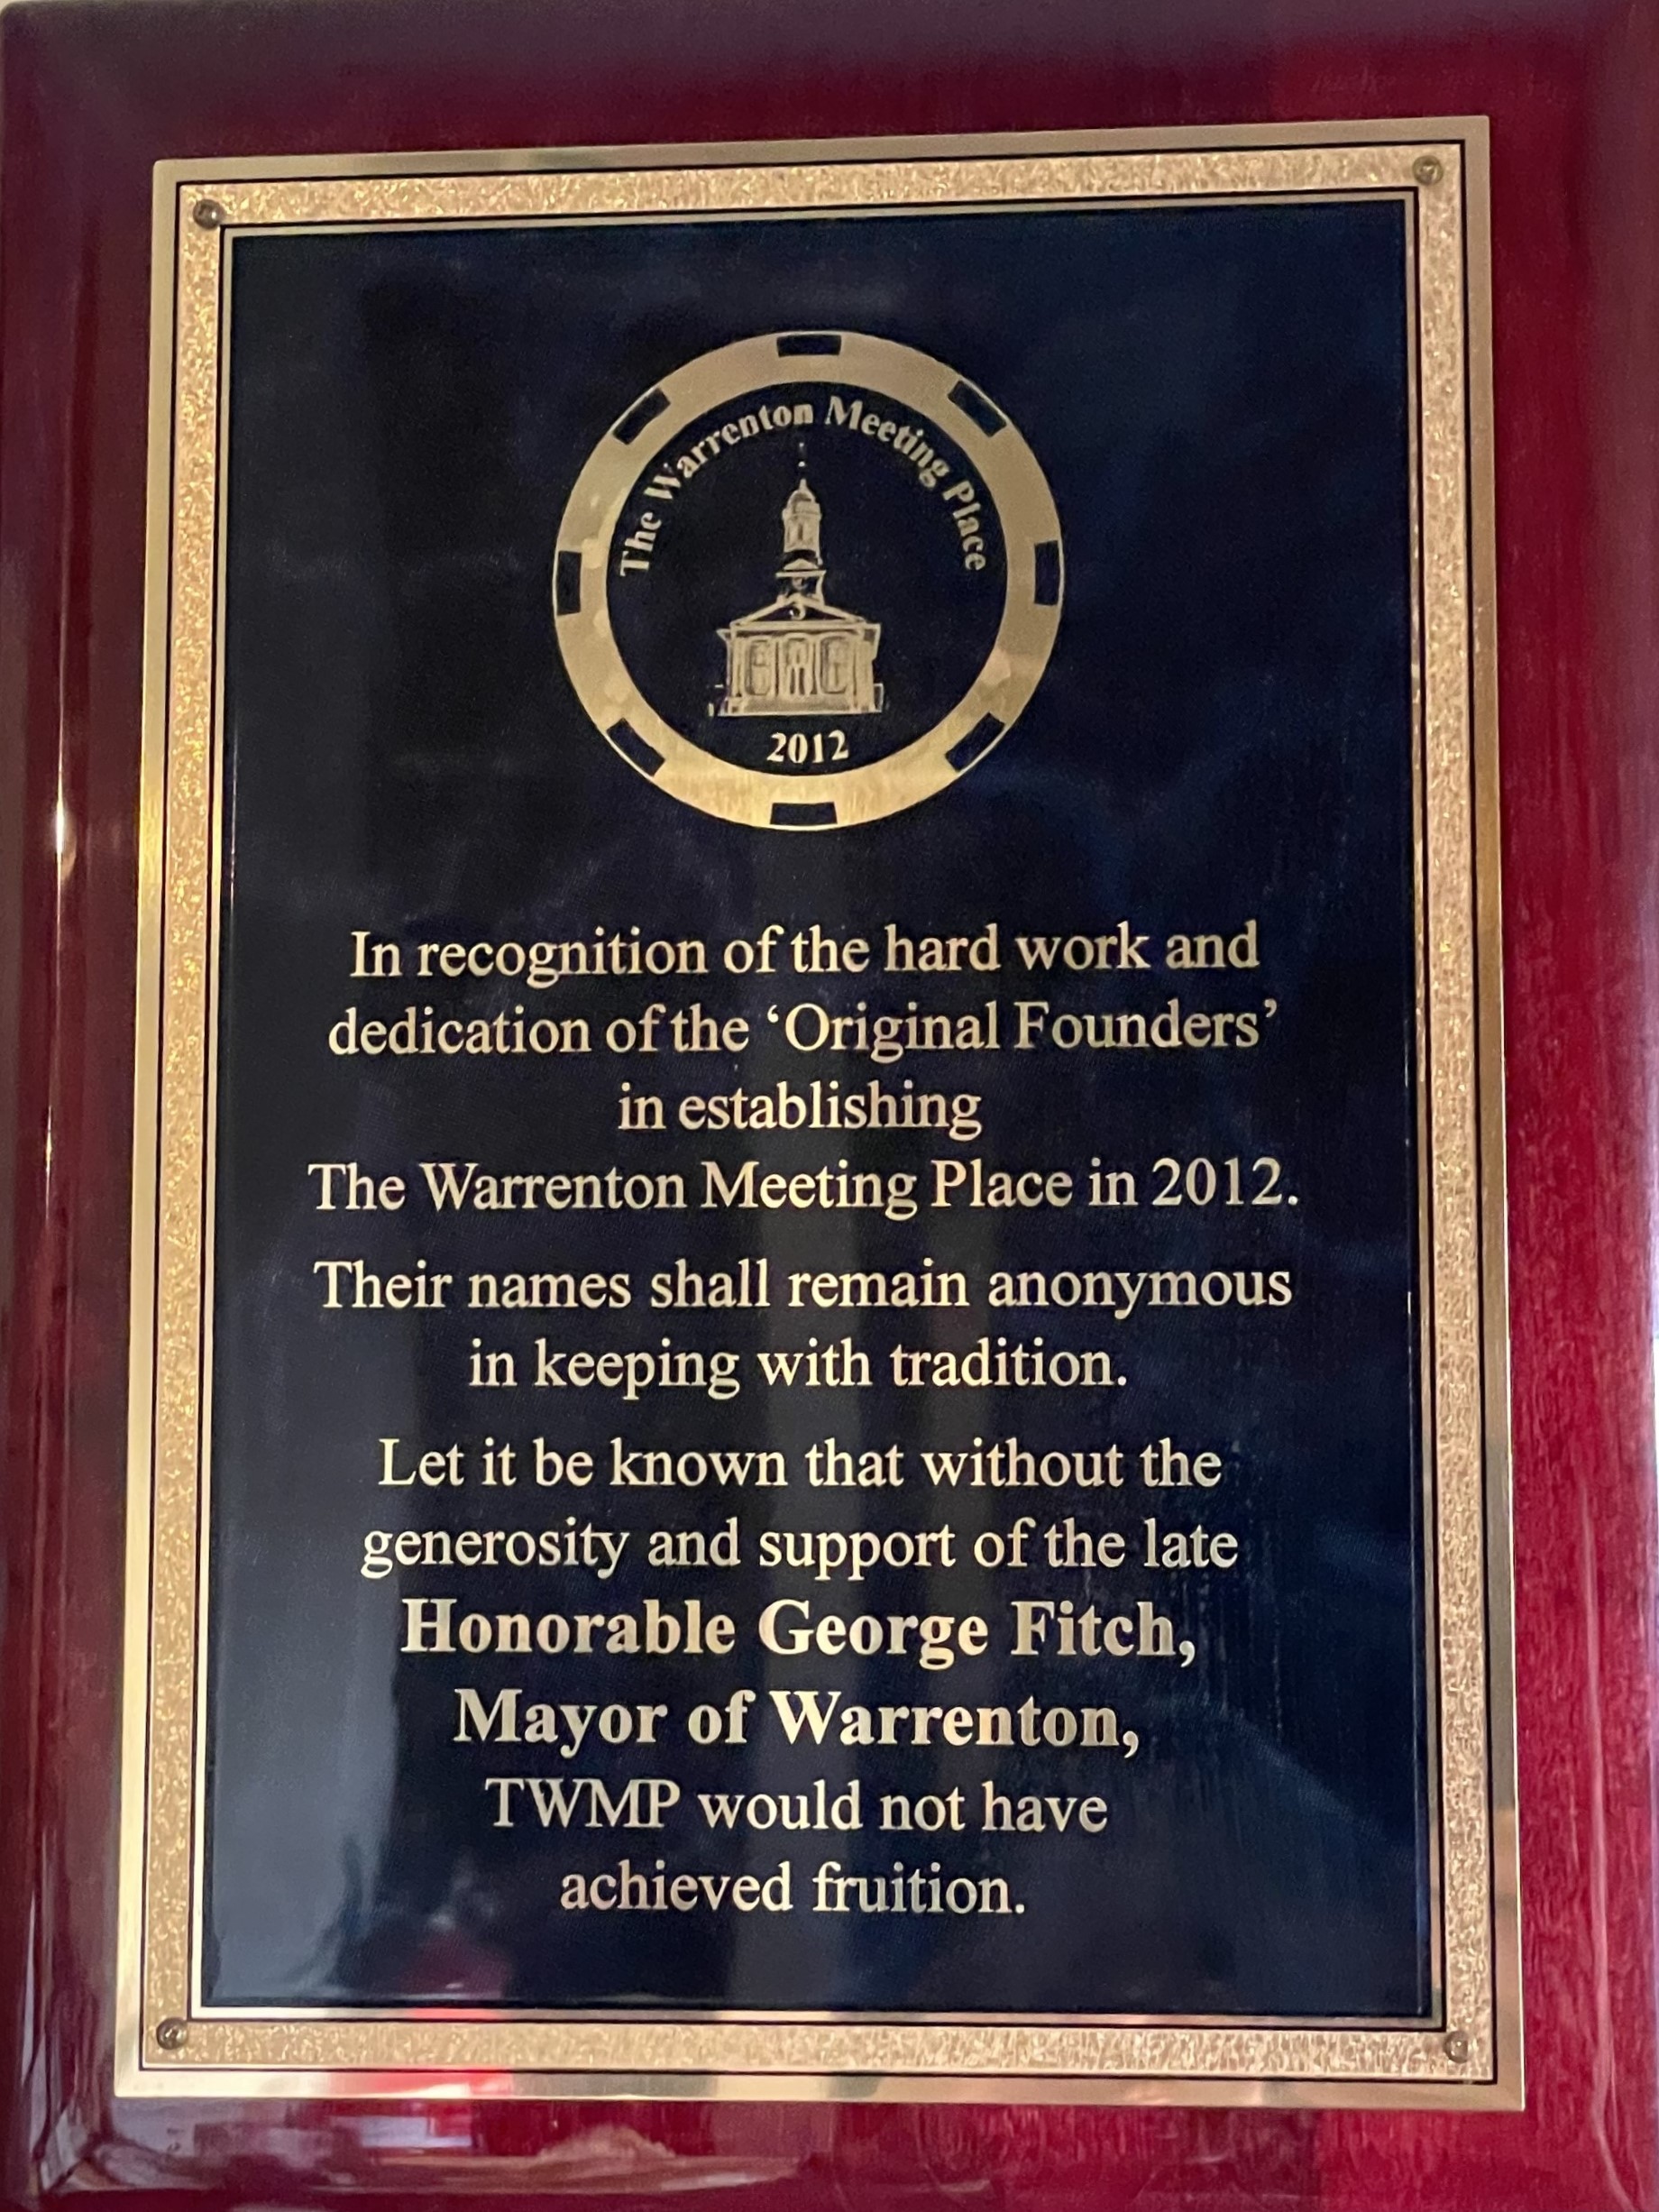 The Warrenton Meeting Place
2012
In recognition of the hard work and
dedication of the ‘Original Founders’
in establishing
The Warrenton Meeting Place in 2012.
Their names shall remain anonymous
in keeping with tradition.
Let it be known that without the
generosity and support of the late
Honorable George Fitch,
Mayor of Warrenton,
TWMP would not have
achieved fruition.